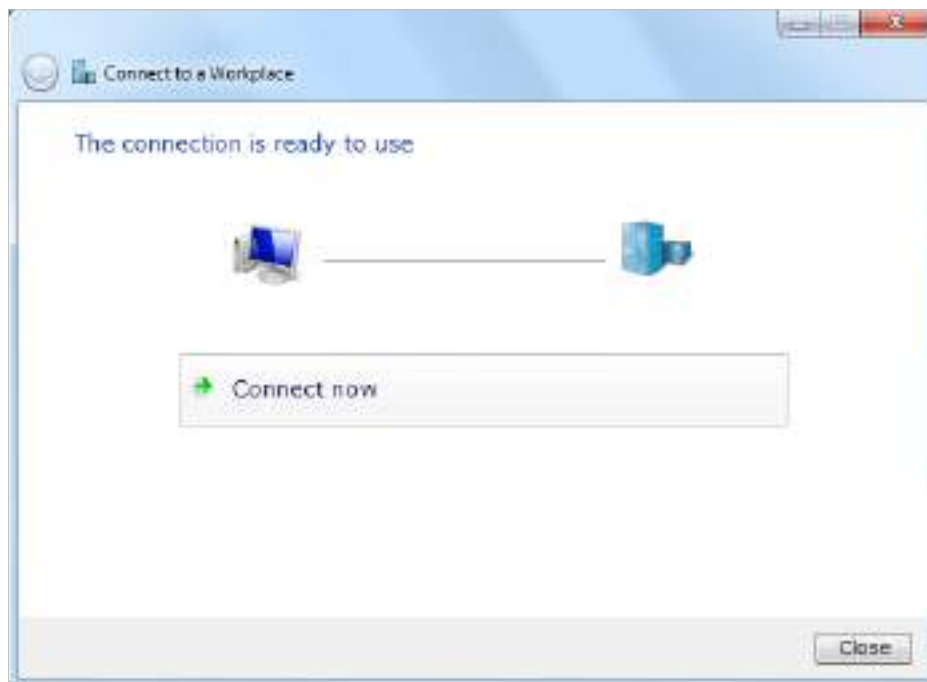 Connect to a Workplace
The connection is ready to use
Connect now
Close